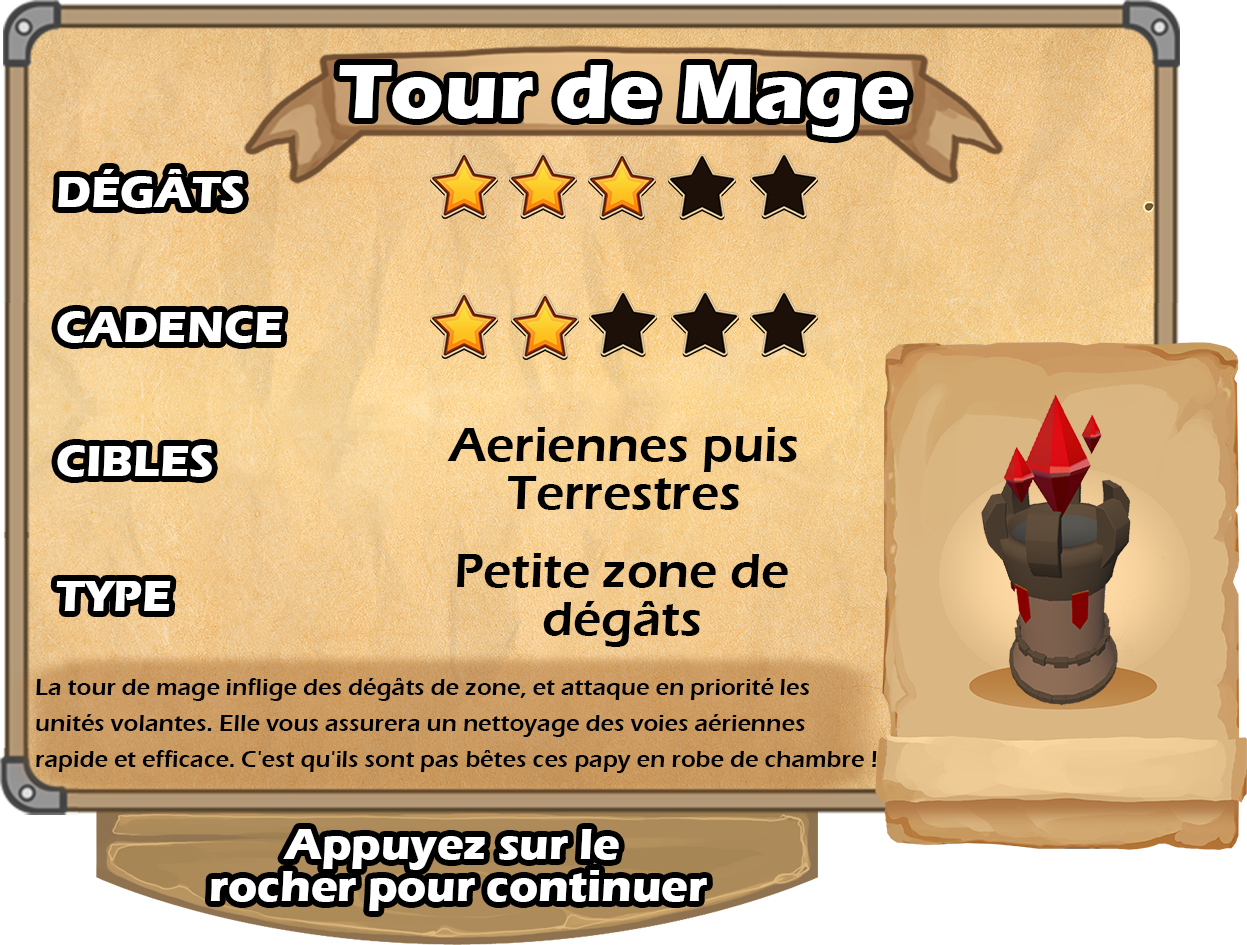 Tour de Mage
DÉGÂTS
CADENCE
CIBLES
Aeriennes puis
Terrestres
TYPE
Petite zone de
dégâts
La tour de mage inflige des dégâts de zone, et attaque en priorité les
unités volantes. Elle vous assurera un nettoyage des voies aériennes
rapide et efficace. C'est qu'ils sont pas bêtes ces papy en robe de chambre !
Appuyez sur le
rocher pour continuer